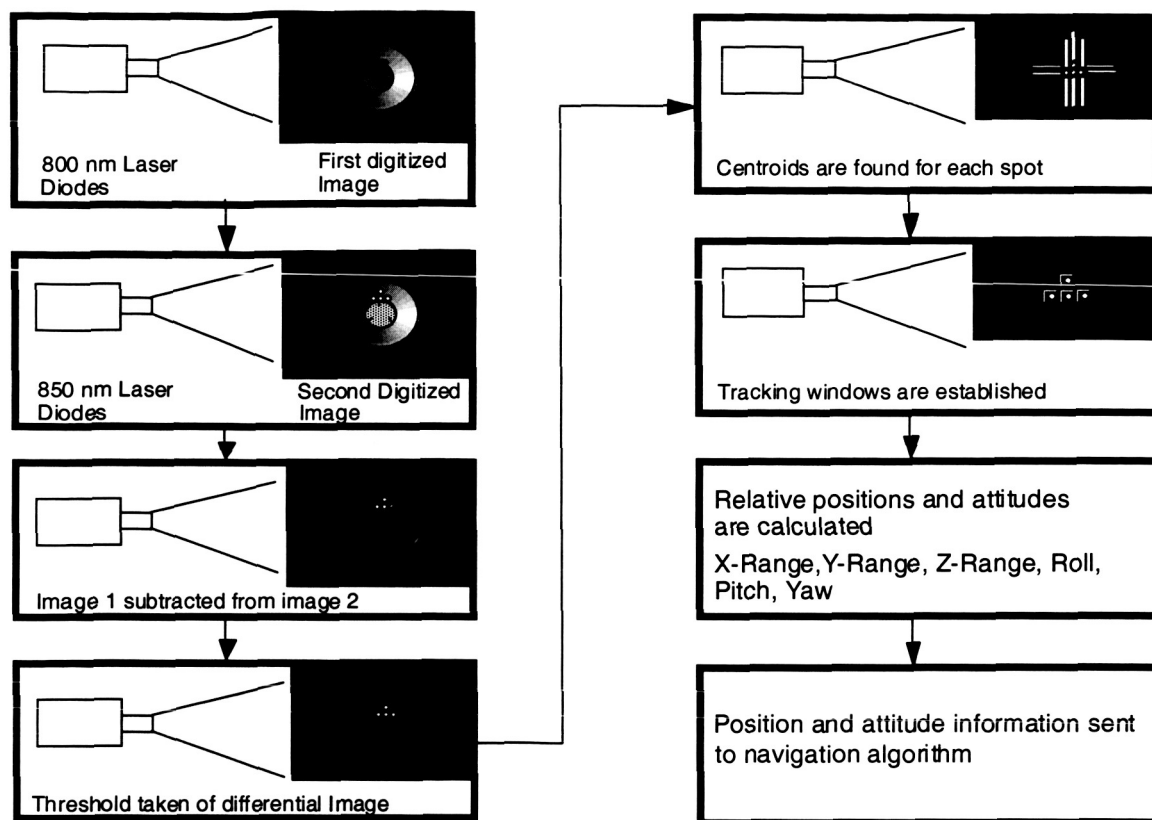 800 nm Laser
Diodes
First digitized
Image
850 nm Laser
Diodes
Second Digitized
Image
Image 1 subtracted from image 2
Threshold taken of differential Image
Centroids are found for each spot
Tracking windows are established
Relative positions and attitudes
are calculated
X-Range,Y-Range, Z-Range, Roll,
Pitch, Yaw
Position and attitude information sent
to navigation algorithm